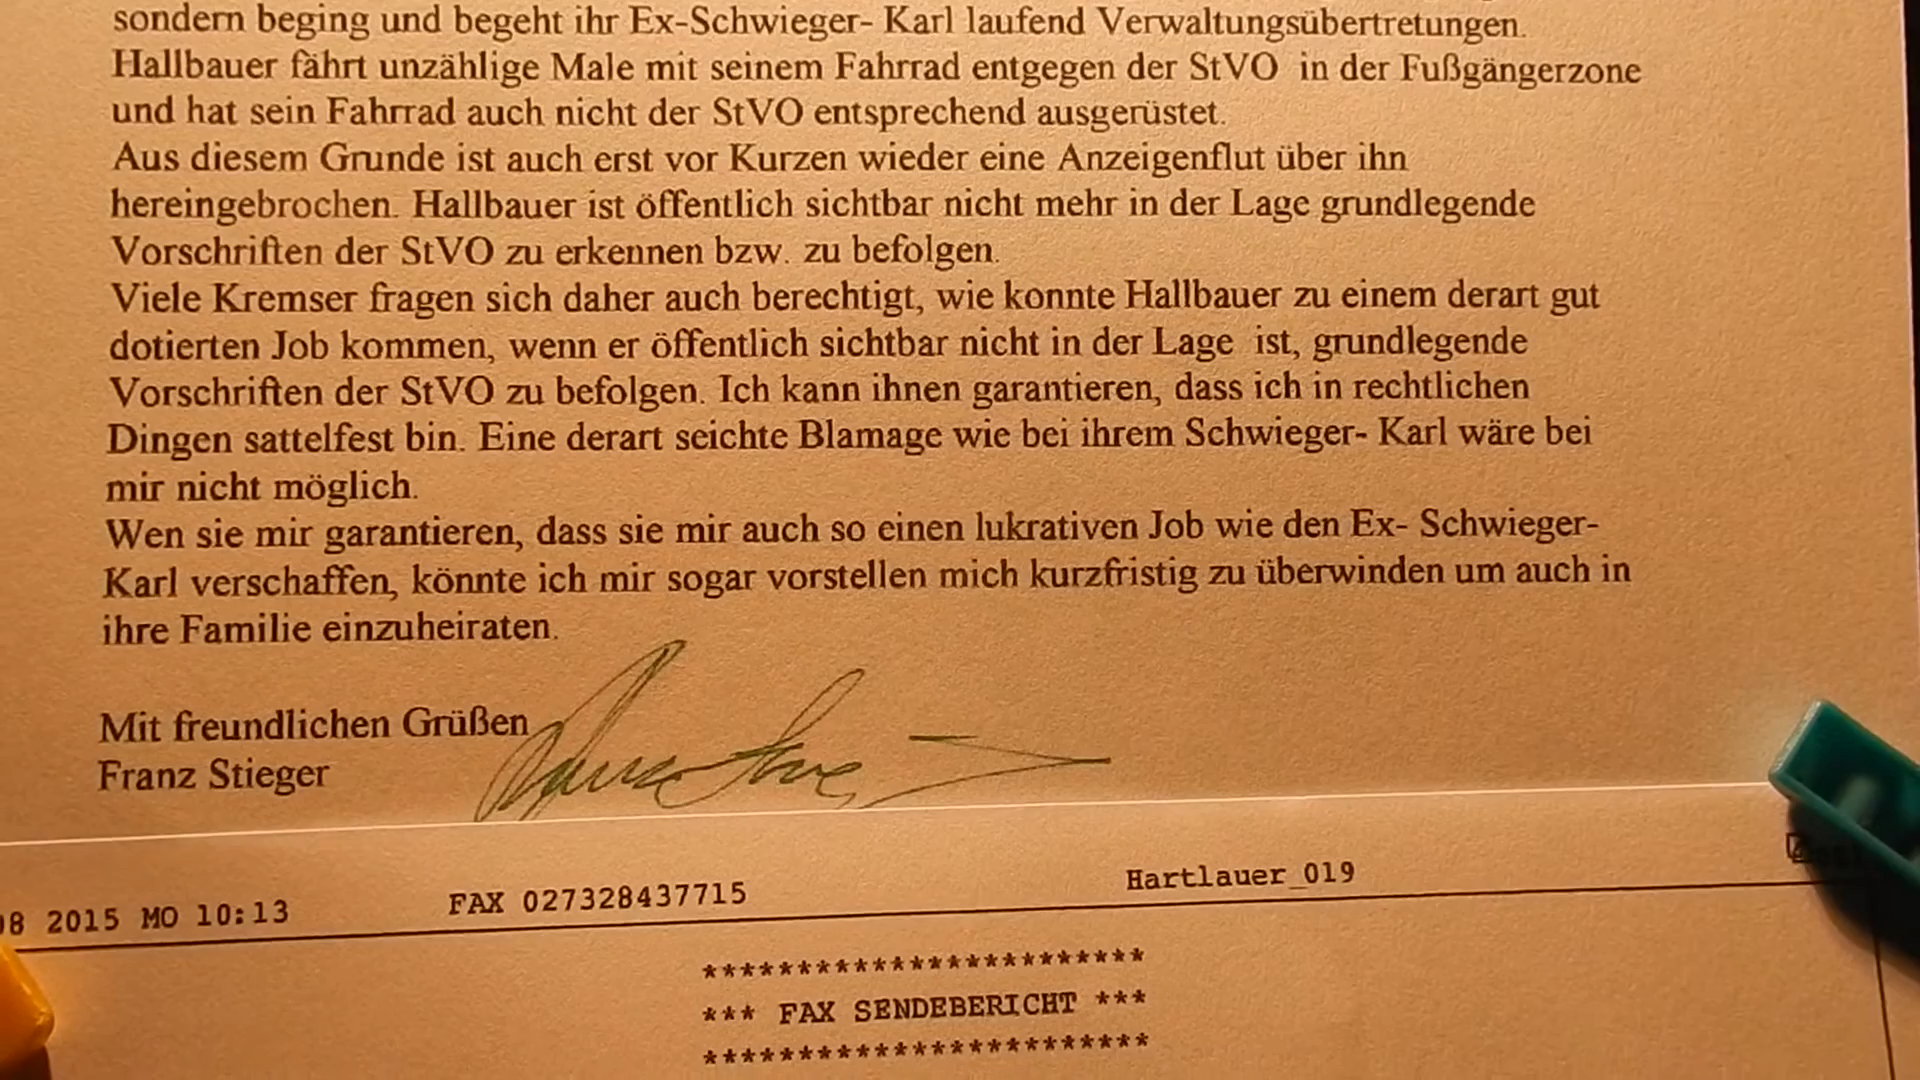 sondern beging und begeht ihr Ex-Schwieger- Karl laufend Verwaltungsübertretungen.
Hallbauer fährt unzählige Male mit seinem Fahrrad entgegen der StVO in der Fußgängerzone
und hat sein Fahrrad auch nicht der StVO entsprechend ausgerüstet.
Aus diesem Grunde ist auch erst vor Kurzen wieder eine Anzeigenflut über ihn
hereingebrochen. Hallbauer ist öffentlich sichtbar nicht mehr in der Lage grundlegende
Vorschriften der StVO zu erkennen bzw. zu befolgen.
Viele Kremser fragen sich daher auch berechtigt, wie konnte Hallbauer zu einem derart gut
dotierten Job kommen, wenn er öffentlich sichtbar nicht in der Lage ist, grundlegende
Vorschriften der StVO zu befolgen. Ich kann ihnen garantieren, dass ich in rechtlichen
Dingen sattelfest bin. Eine derart seichte Blamage wie bei ihrem Schwieger- Karl wäre bei
mir nicht möglich.
Wen sie mir garantieren, dass sie mir auch so einen lukrativen Job wie den Ex- Schwieger-
Karl verschaffen, könnte ich mir sogar vorstellen mich kurzfristig zu überwinden um auch in
ihre Familie einzuheiraten.
Mit freundlichen Grüßen
Franz Stieger
08 2015 MO 10:13 FAX 027328437715 Hartlauer_019
************************
*** FAX SENDEBERICHT ***
************************